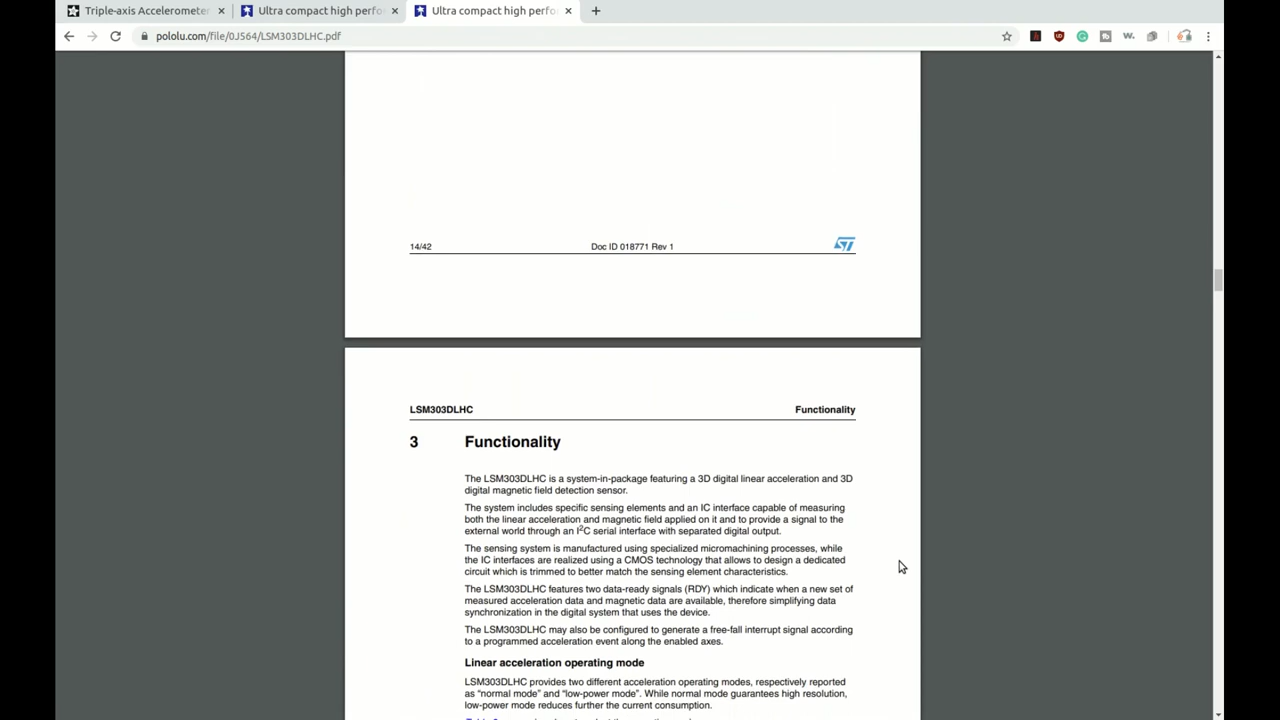 Triple-axis Accelerometer
Ultra compact high perfo
Ultra compact high perfo
pololu.com/file/0J564/LSM303DLHC.pdf
14/42
Doc ID 018771 Rev 1
ST
LSM303DLHC
Functionality
3
Functionality
The LSM303DLHC is a system-in-package featuring a 3D digital linear acceleration and 3D
digital magnetic field detection sensor.
The system includes specific sensing elements and an IC interface capable of measuring
both the linear acceleration and magnetic field applied on it and to provide a signal to the
external world through an I²C serial interface with separated digital output.
The sensing system is manufactured using specialized micromachining processes, while
the IC interfaces are realized using a CMOS technology that allows to design a dedicated
circuit which is trimmed to better match the sensing element characteristics.
The LSM303DLHC features two data-ready signals (RDY) which indicate when a new set of
measured acceleration data and magnetic data are available, therefore simplifying data
synchronization in the digital system that uses the device.
The LSM303DLHC may also be configured to generate a free-fall interrupt signal according
to a programmed acceleration event along the enabled axes.
Linear acceleration operating mode
LSM303DLHC provides two different acceleration operating modes, respectively reported
as “normal mode” and “low-power mode”. While normal mode guarantees high resolution,
low-power mode reduces further the current consumption.